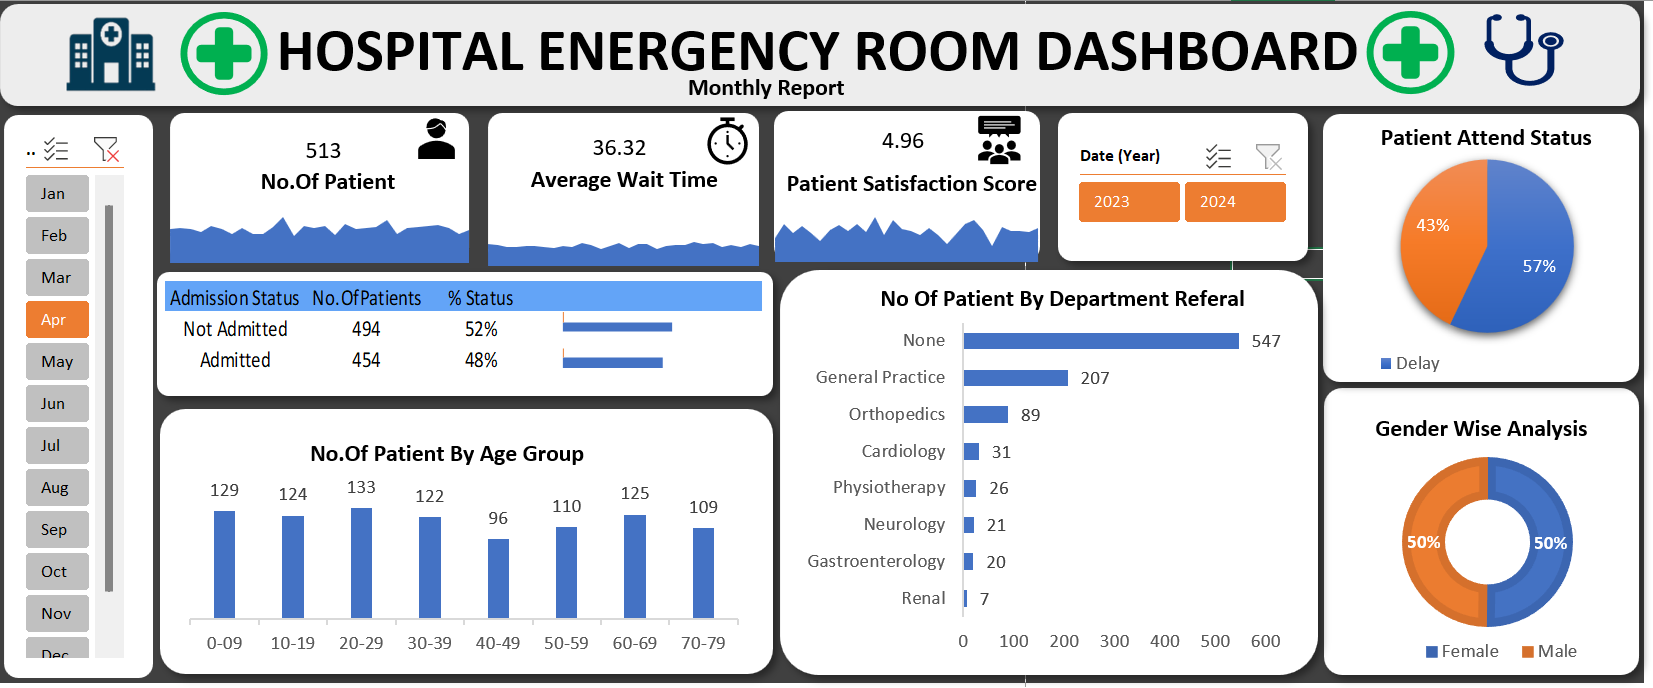 HOSPITAL ENERGENCY ROOM DASHBOARD
Monthly Report
..
Jan
Feb
Mar
Apr
May
Jun
Jul
Aug
Sep
Oct
Nov
Dec
513
No.Of Patient
36.32
Average Wait Time
4.96
Patient Satisfaction Score
Date (Year)
2023 2024
Patient Attend Status
43%
57%
Delay
Admission Status No.OfPatients % Status
Not Admitted 494 52%
Admitted 454 48%
No.Of Patient By Age Group
129 124 133 122 96 110 125 109
0-09 10-19 20-29 30-39 40-49 50-59 60-69 70-79
No Of Patient By Department Referal
None 547
General Practice 207
Orthopedics 89
Cardiology 31
Physiotherapy 26
Neurology 21
Gastroenterology 20
Renal 7
0 100 200 300 400 500 600
Gender Wise Analysis
50% 50%
Female Male